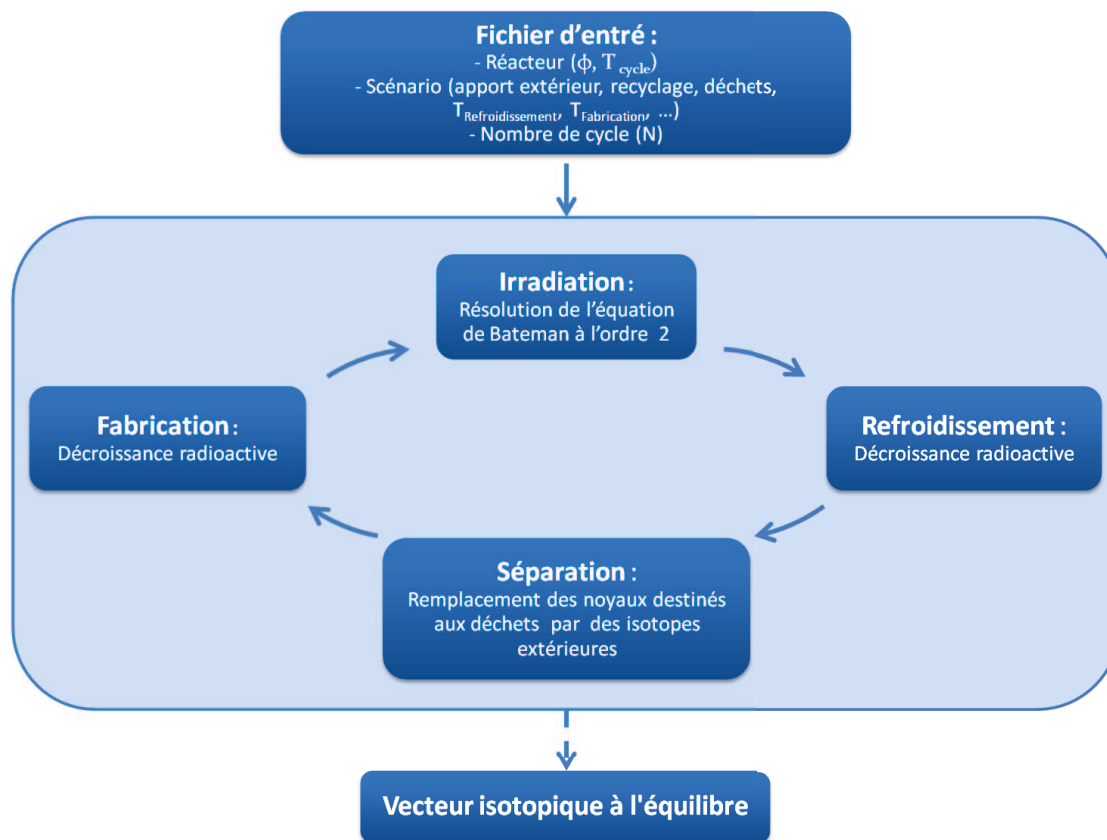 Fichier d’entré :
- Réacteur (ϕ, T cycle)
- Scénario (apport extérieur, recyclage, déchets,
TRefroidissement, TFabrication, ...)
- Nombre de cycle (N)
Irradiation :
Résolution de l’équation
de Bateman à l’ordre 2
Fabrication :
Décroissance radioactive
Refroidissement :
Décroissance radioactive
Séparation :
Remplacement des noyaux destinés
aux déchets par des isotopes
extérieures
Vecteur isotopique à l'équilibre